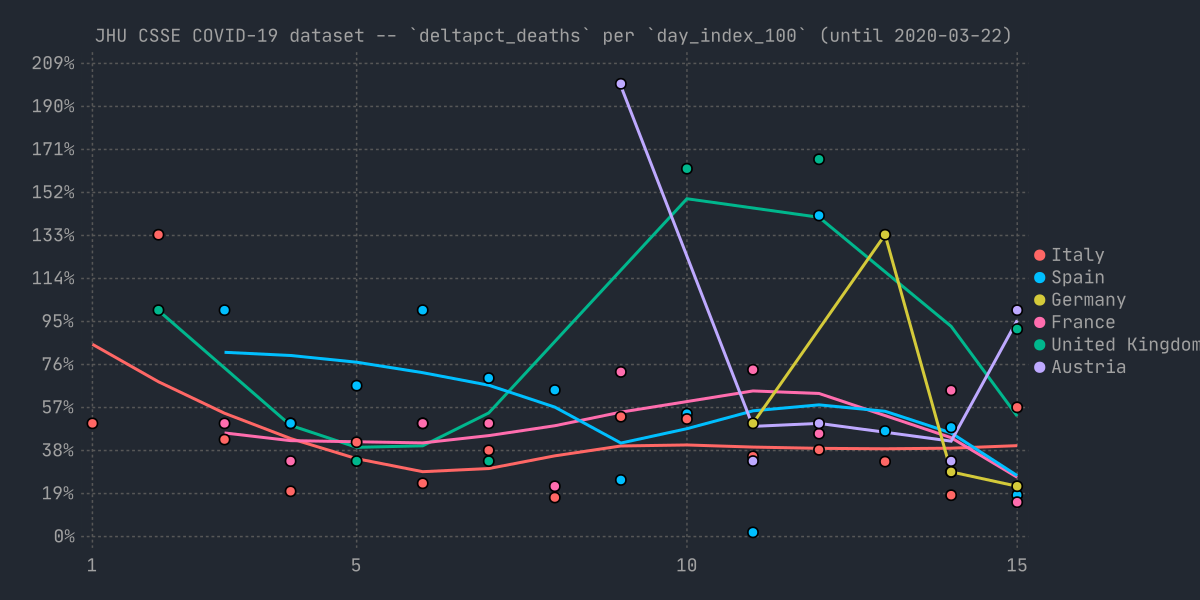 JHU CSSE COVID-19 dataset -- `deltapct_deaths` per `day_index_100` (until 2020-03-22)
209%
190%
171%
152%
133%
114%
95%
76%
57%
38%
19%
0%
1 5 10 15
Italy
Spain
Germany
France
United Kingdom
Austria